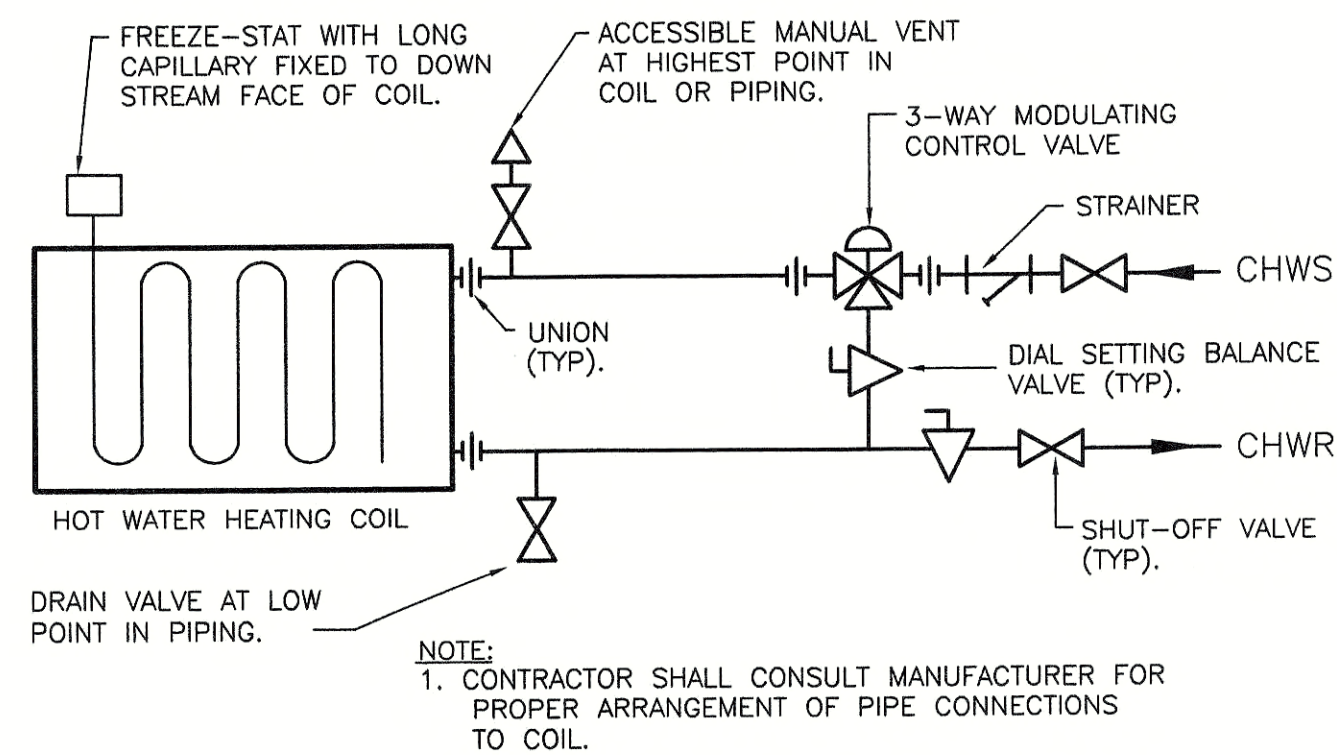 FREEZE-STAT WITH LONG
CAPILLARY FIXED TO DOWN
STREAM FACE OF COIL.
ACCESSIBLE MANUAL VENT
AT HIGHEST POINT IN
COIL OR PIPING.
3-WAY MODULATING
CONTROL VALVE
STRAINER
CHWS
UNION
(TYP).
DIAL SETTING BALANCE
VALVE (TYP).
CHWR
HOT WATER HEATING COIL
SHUT-OFF VALVE
(TYP).
DRAIN VALVE AT LOW
POINT IN PIPING.
NOTE:
1. CONTRACTOR SHALL CONSULT MANUFACTURER FOR
PROPER ARRANGEMENT OF PIPE CONNECTIONS
TO COIL.